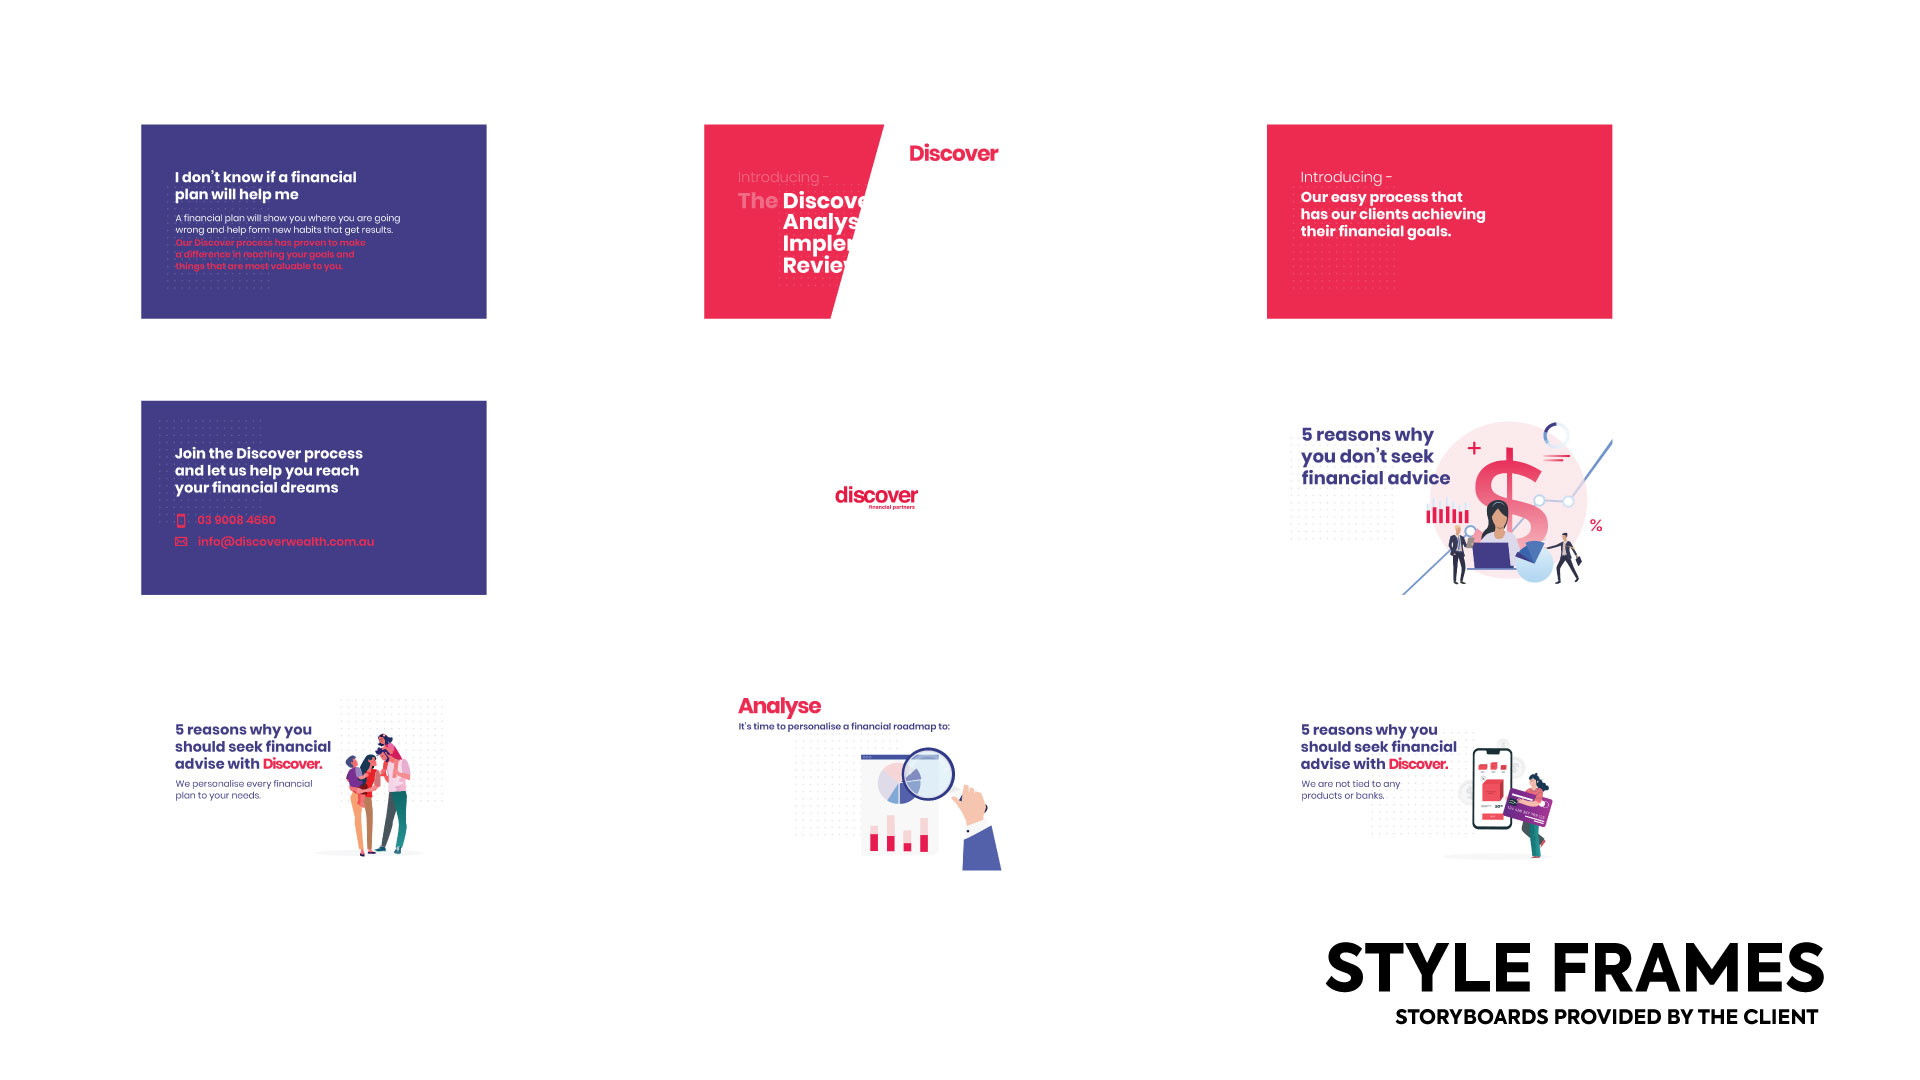 I don't know if a financial
plan will help me
A financial plan will show you where you are going
wrong and help form new habits that get results.
Our Discover process has proven to make
a difference in reaching your goals and
things that are most valuable to you.
Introducing -
The Discove
Analys
Implem
Review
Discover
Introducing -
Our easy process that
has our clients achieving
their financial goals.
Join the Discover process
and let us help you reach
your financial dreams
03 9008 4660
info@discoverwealth.com.au
discover
financial partners
5 reasons why
you don't seek
financial advice
%
5 reasons why you
should seek financial
advise with Discover.
We personalise every financial
plan to your needs.
Analyse
It's time to personalise a financial roadmap to:
5 reasons why you
should seek financial
advise with Discover.
We are not tied to any
products or banks.
STYLE FRAMES
STORYBOARDS PROVIDED BY THE CLIENT